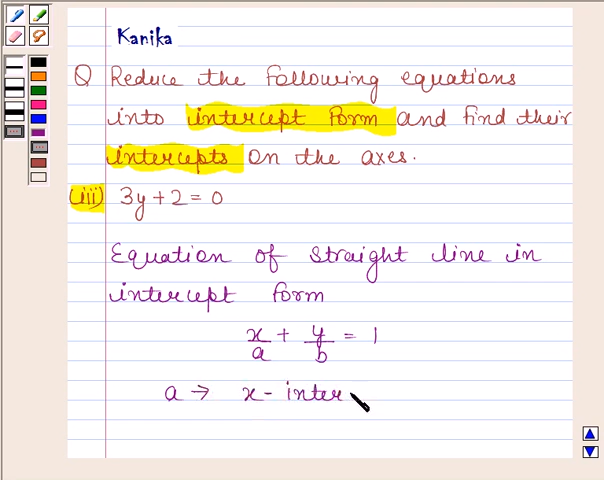 Kanika
Q Reduce the following equations
into intercept form and find their
intercepts on the axes.
(iii) 3y + 2 = 0
Equation of straight line in
intercept form
x/a + y/b = 1
a → x - inter